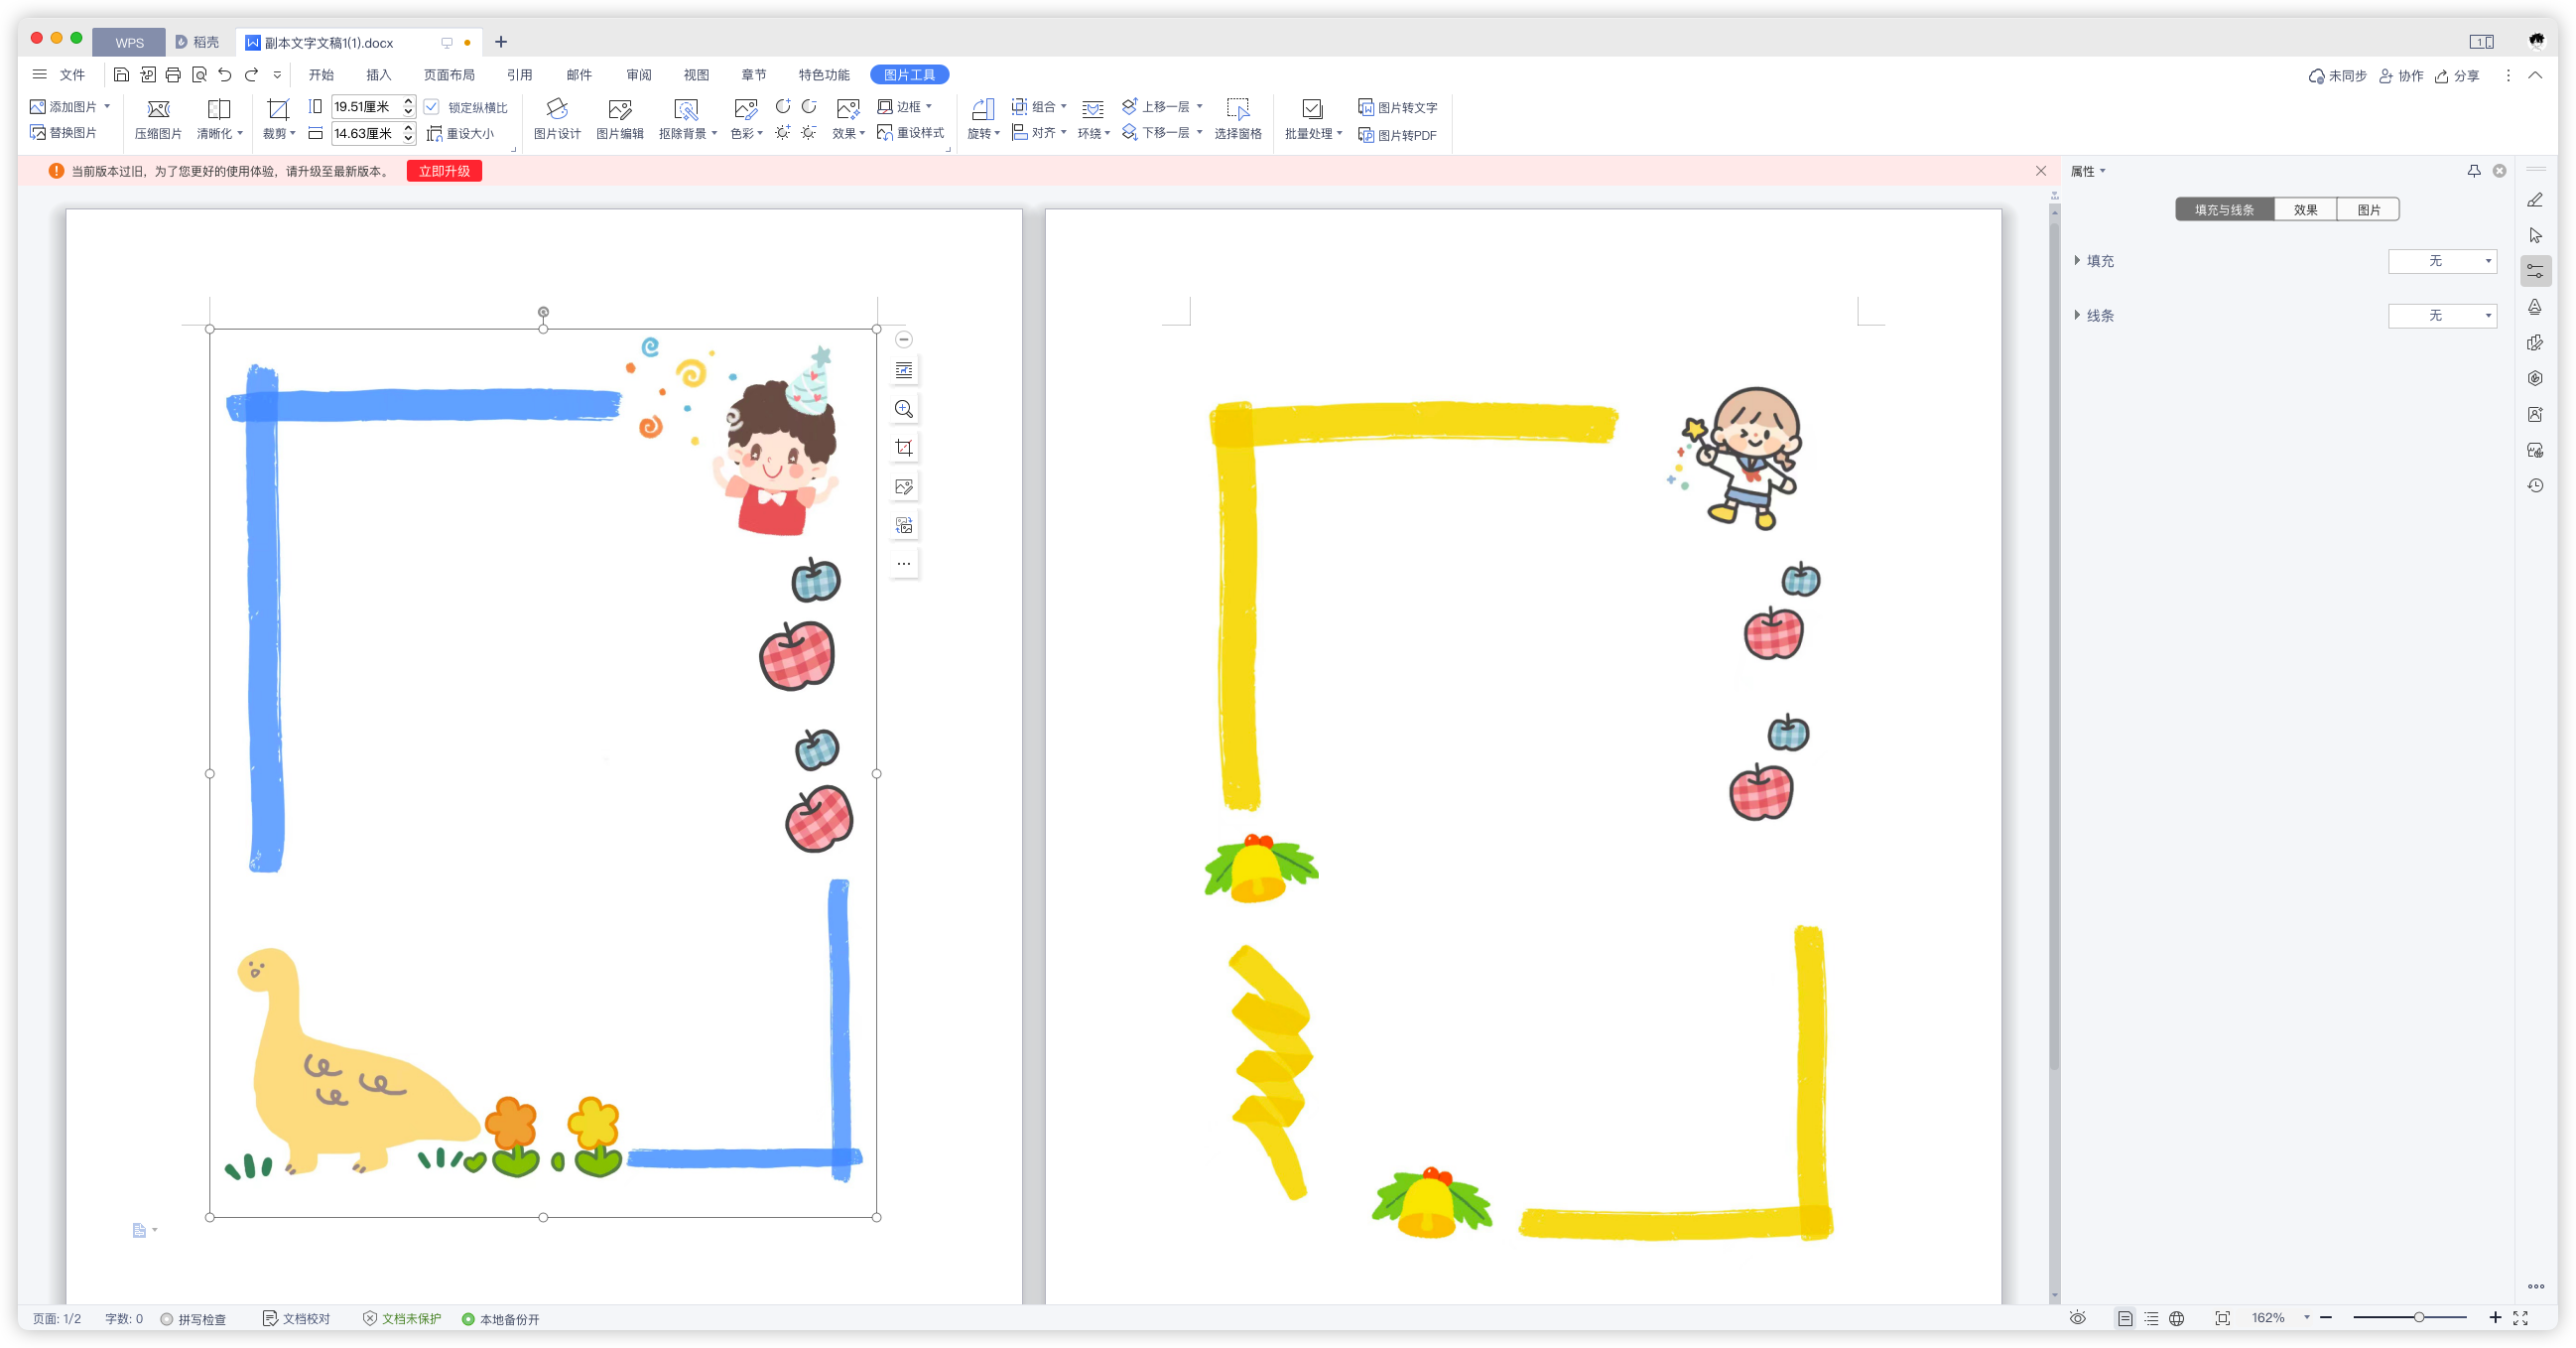 WPS 稻壳 副本文字文稿1(1).docx
文件 开始 插入 页面布局 引用 邮件 审阅 视图 章节 特色功能 图片工具 未同步 协作 分享
添加图片 19.51厘米 锁定纵横比 边框 组合 上移一层 图片转文字
替换图片 压缩图片 清晰化 裁剪 14.63厘米 重设大小 图片设计 图片编辑 抠除背景 色彩 效果 重设样式 旋转 对齐 环绕 下移一层 选择窗格 批量处理 图片转PDF
当前版本过旧，为了您更好的使用体验，请升级至最新版本。 立即升级 属性
填充与线条 效果 图片
填充 无
线条 无
页面: 1/2 字数: 0 拼写检查 文档校对 文档未保护 本地备份开 162%